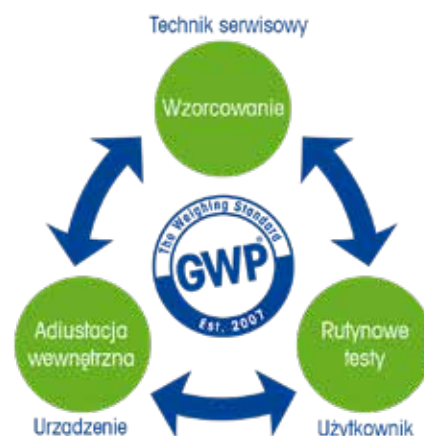 Technik serwisowy
Wzorcowanie
The Weighing Standard
GWP®
Est. 2007
Adiustacja
wewnętrzna
Rutynowe
testy
Urządzenie
Użytkownik